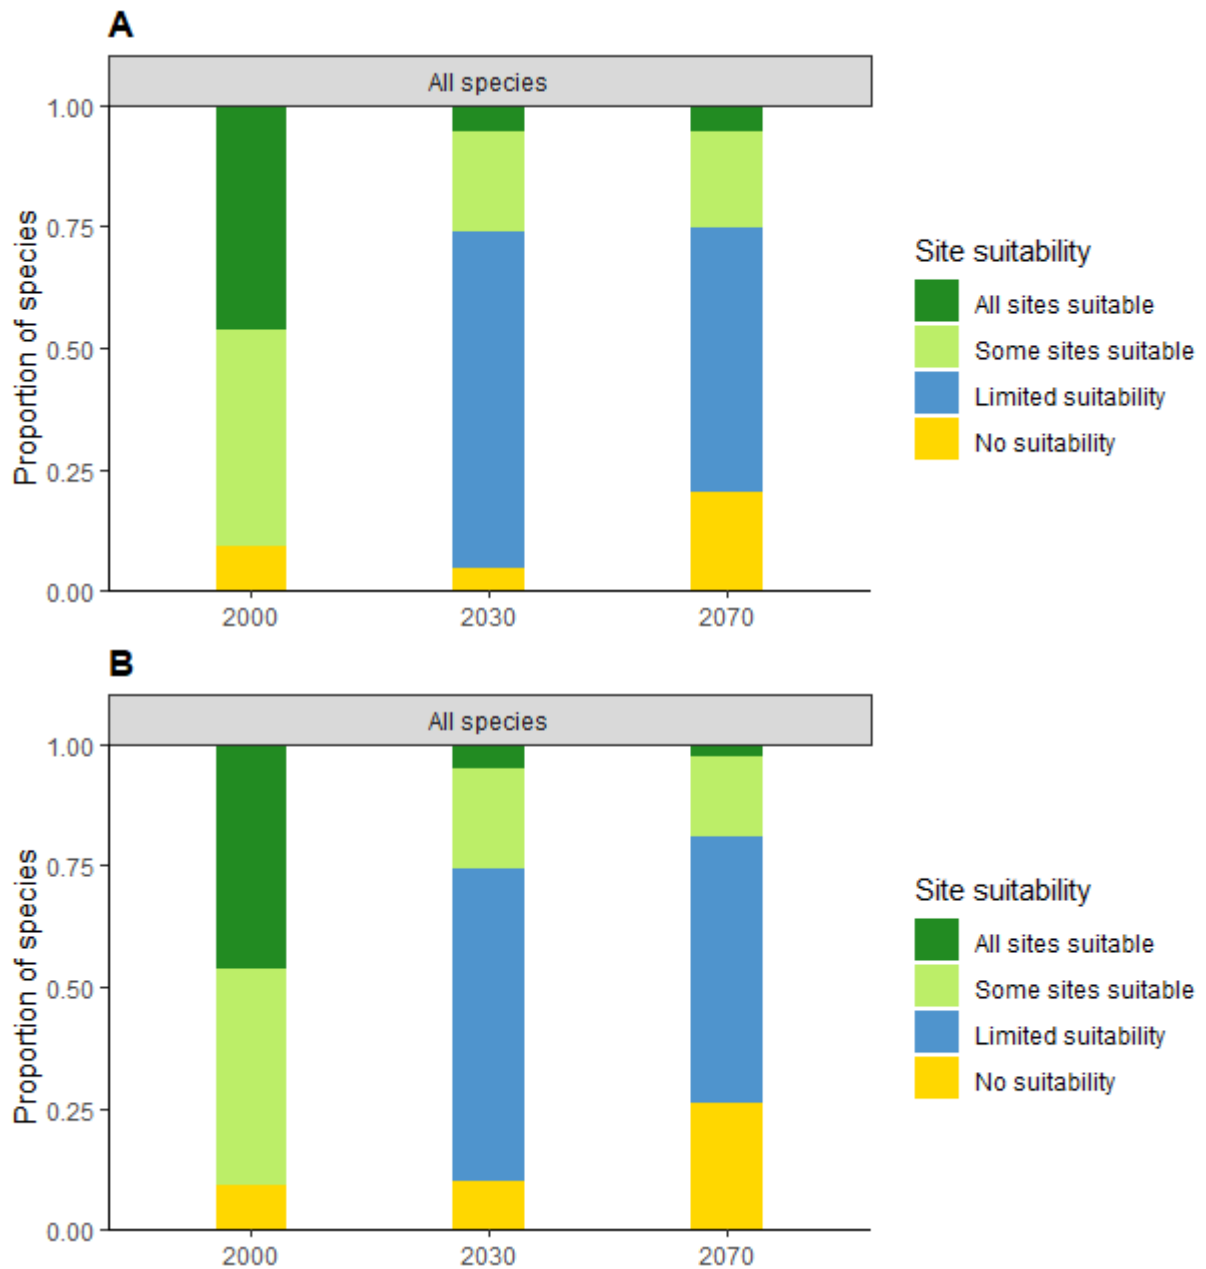 A
All species
Proportion of species
1.00
0.75
0.50
0.25
0.00
2000 2030 2070
Site suitability
All sites suitable
Some sites suitable
Limited suitability
No suitability
B
All species
Proportion of species
1.00
0.75
0.50
0.25
0.00
2000 2030 2070
Site suitability
All sites suitable
Some sites suitable
Limited suitability
No suitability